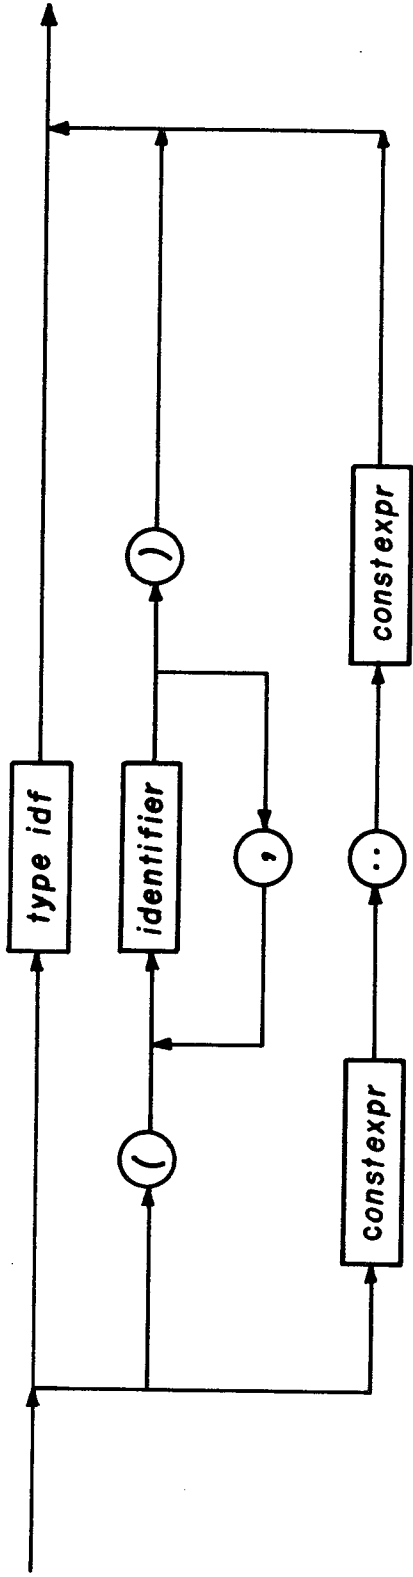 type idf
( identifier )
,
constexpr .. constexpr